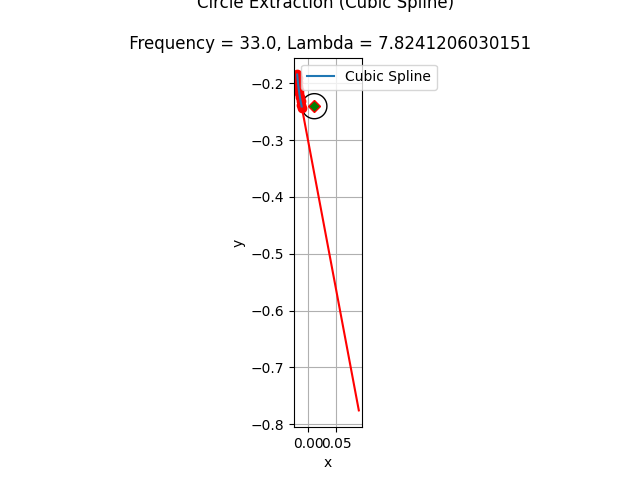 Circle Extraction (Cubic Spline)
Frequency = 33.0, Lambda = 7.8241206030151
Cubic Spline
−0.2
−0.3
−0.4
y
−0.5
−0.6
−0.7
−0.8
0.00 0.05
x